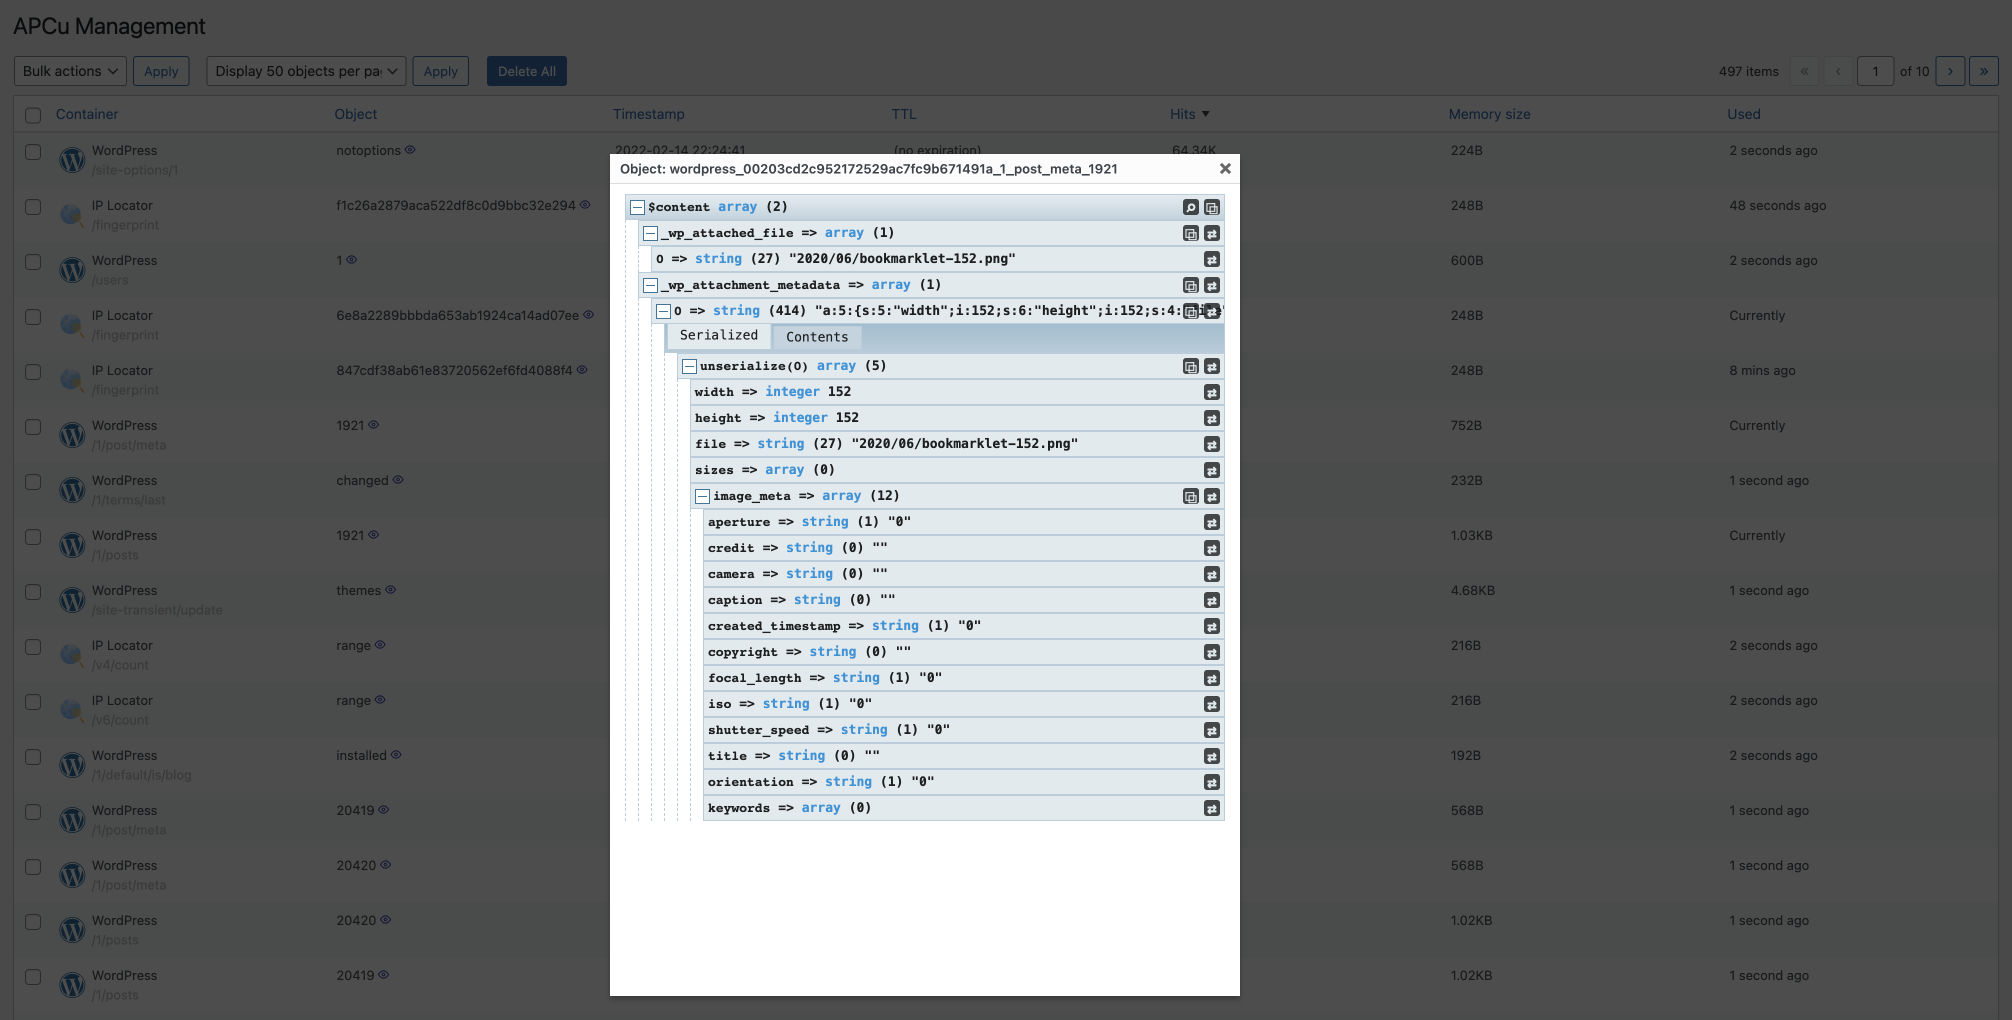 APCu Management
Bulk actions Apply Display 50 objects per pa Apply Delete All 497 items « ‹ 1 of 10 › »
Container Object Timestamp TTL Hits Memory size Used
WordPress notoptions 2022-02-14 22:24:41 (no expiration) 64.34K 224B 2 seconds ago
/site-options/1
IP Locator f1c26a2879aca522df8c0d9bbc32e294 248B 48 seconds ago
/fingerprint
WordPress 1 600B 2 seconds ago
/users
IP Locator 6e8a2289bbbda653ab1924ca14ad07ee 248B Currently
/fingerprint
IP Locator 847cdf38ab61e83720562ef6fd4088f4 248B 8 mins ago
/fingerprint
WordPress 1921 752B Currently
/1/post/meta
WordPress changed 232B 1 second ago
/1/terms/last
WordPress 1921 1.03KB Currently
/1/posts
WordPress themes 4.68KB 1 second ago
/site-transient/update
IP Locator range 216B 2 seconds ago
/v4/count
IP Locator range 216B 2 seconds ago
/v6/count
WordPress installed 192B 2 seconds ago
/1/default/is/blog
WordPress 20419 568B 1 second ago
/1/post/meta
WordPress 20420 568B 1 second ago
/1/post/meta
WordPress 20420 1.02KB 1 second ago
/1/posts
WordPress 20419 1.02KB 1 second ago
/1/posts
Object: wordpress_00203cd2c952172529ac7fc9b671491a_1_post_meta_1921
$content array (2)
_wp_attached_file => array (1)
0 => string (27) "2020/06/bookmarklet-152.png"
_wp_attachment_metadata => array (1)
0 => string (414) "a:5:{s:5:"width";i:152;s:6:"height";i:152;s:4:
Serialized Contents
unserialize(0) array (5)
width => integer 152
height => integer 152
file => string (27) "2020/06/bookmarklet-152.png"
sizes => array (0)
image_meta => array (12)
aperture => string (1) "0"
credit => string (0) ""
camera => string (0) ""
caption => string (0) ""
created_timestamp => string (1) "0"
copyright => string (0) ""
focal_length => string (1) "0"
iso => string (1) "0"
shutter_speed => string (1) "0"
title => string (0) ""
orientation => string (1) "0"
keywords => array (0)